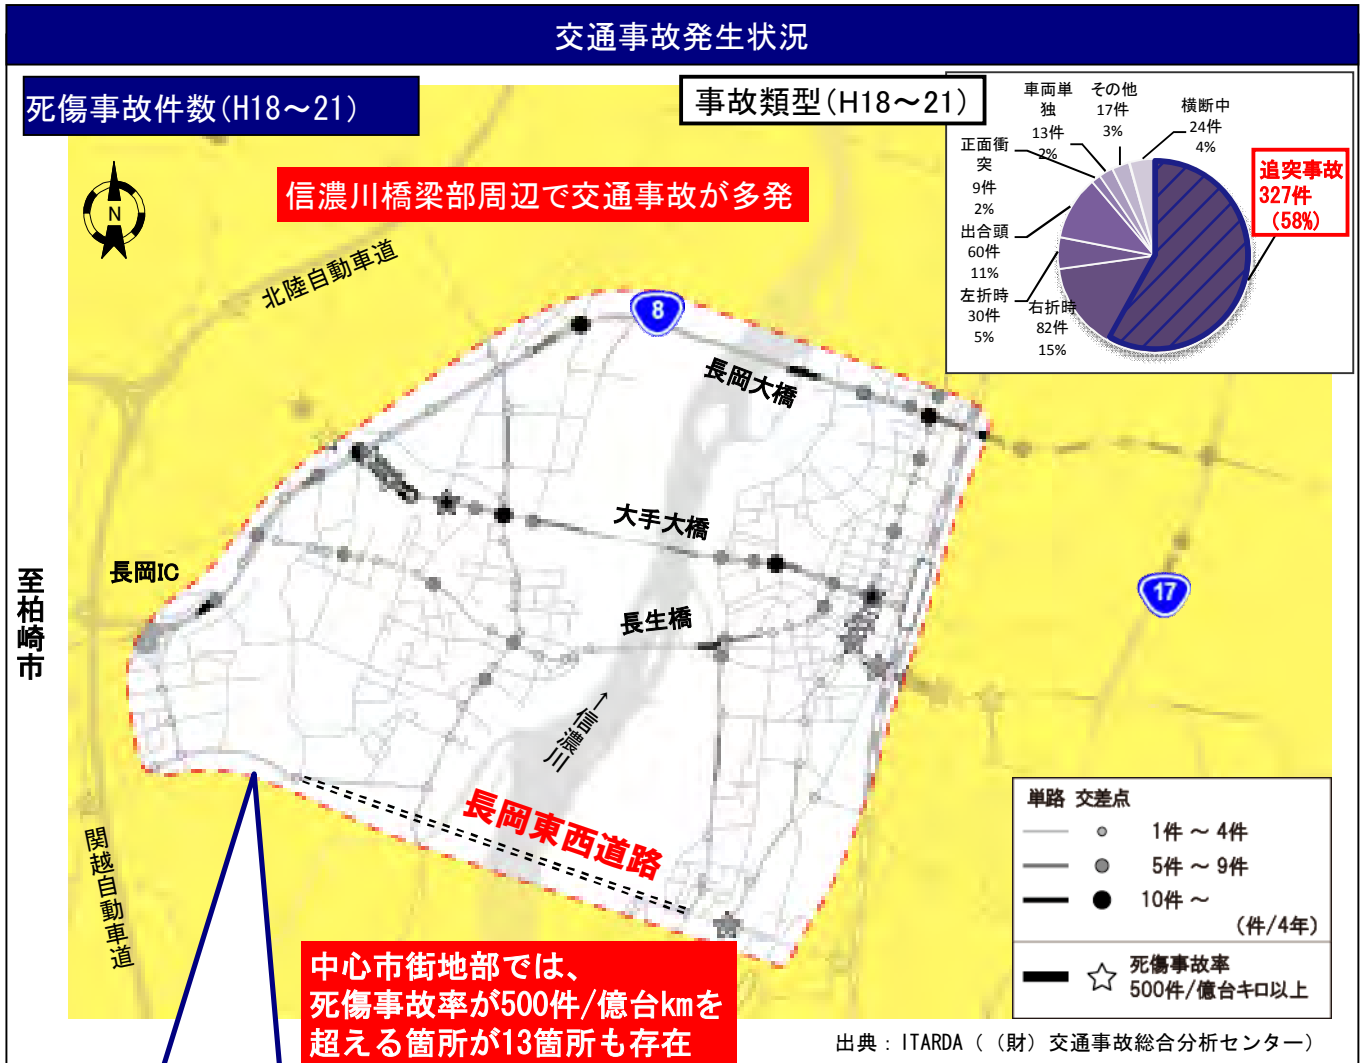 交通事故発生状況
死傷事故件数(H18～21)
事故類型(H18～21)
信濃川橋梁部周辺で交通事故が多発
車両単
独
13件
2%
その他
17件
3%
横断中
24件
4%
正面衝
突
9件
2%
出合頭
60件
11%
左折時
30件
5%
右折時
82件
15%
追突事故
327件
(58%)
N
北陸自動車道
8
長岡大橋
大手大橋
長岡IC
至柏崎市
長生橋
17
←信濃川
長岡東西道路
関越自動車道
単路 交差点
1件 ～ 4件
5件 ～ 9件
10件 ～
(件/4年)
死傷事故率
500件/億台キロ以上
中心市街地部では、
死傷事故率が500件/億台kmを
超える箇所が13箇所も存在
出典：ITARDA（（財）交通事故総合分析センター）